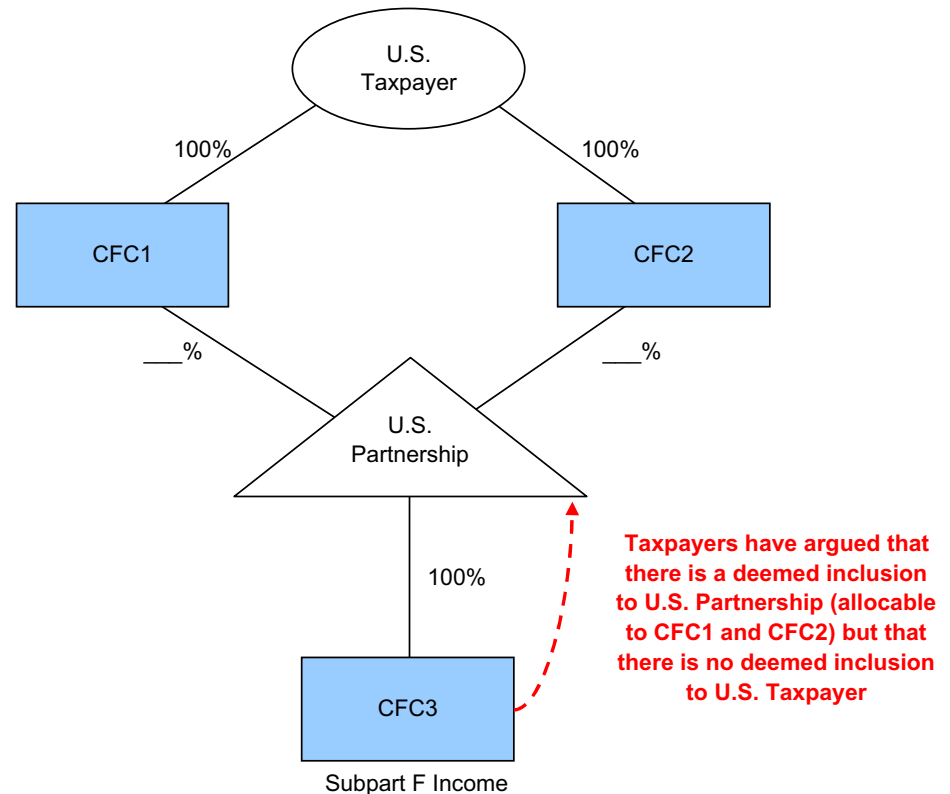 U.S.
Taxpayer
100%
100%
CFC1
CFC2
___%
___%
U.S.
Partnership
100%
Taxpayers have argued that
there is a deemed inclusion
to U.S. Partnership (allocable
to CFC1 and CFC2) but that
there is no deemed inclusion
to U.S. Taxpayer
CFC3
Subpart F Income